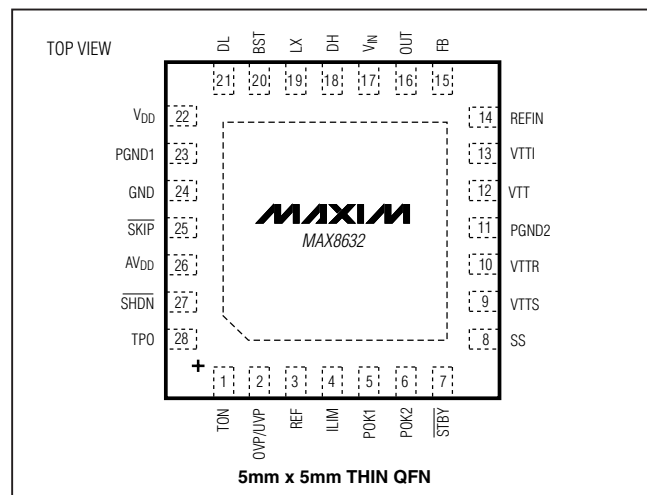 TOP VIEW
DL BST LX DH VIN OUT FB
21 20 19 18 17 16 15
VDD 22
PGND1 23
GND 24
SKIP 25
AVDD 26
SHDN 27
TP0 28
14 REFIN
13 VTTI
12 VTT
11 PGND2
10 VTTR
9 VTTS
8 SS
MAXIM
MAX8632
+
1 2 3 4 5 6 7
TON OVP/UVP REF ILIM POK1 POK2 STBY
5mm x 5mm THIN QFN